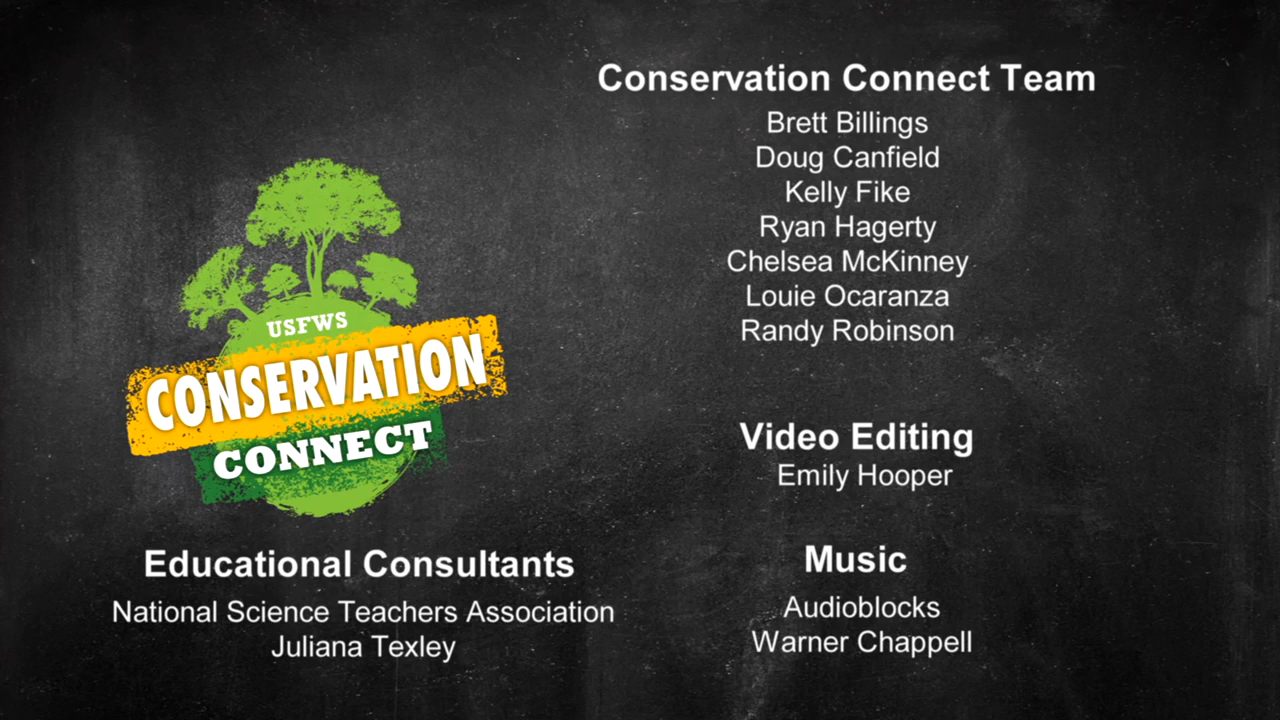 USFWS
CONSERVATION
CONNECT
Educational Consultants
National Science Teachers Association
Juliana Texley
Conservation Connect Team
Brett Billings
Doug Canfield
Kelly Fike
Ryan Hagerty
Chelsea McKinney
Louie Ocaranza
Randy Robinson
Video Editing
Emily Hooper
Music
Audioblocks
Warner Chappell